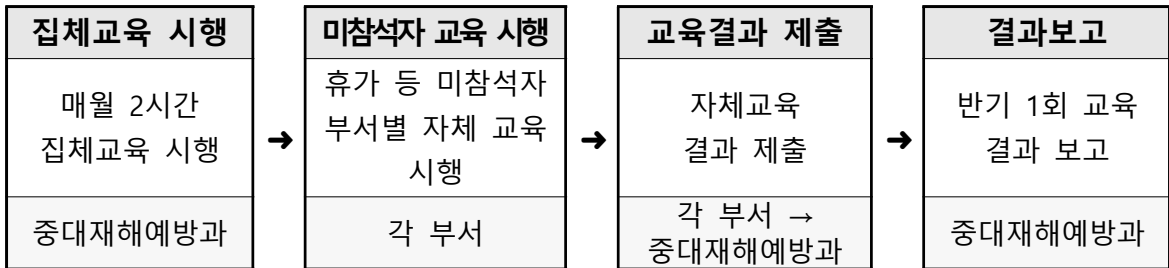 집체교육 시행
매월 2시간
집체교육 시행
중대재해예방과
➜
미참석자 교육 시행
휴가 등 미참석자
부서별 자체 교육
시행
각 부서
➜
교육결과 제출
자체교육
결과 제출
각 부서 →
중대재해예방과
➜
결과보고
반기 1회 교육
결과 보고
중대재해예방과